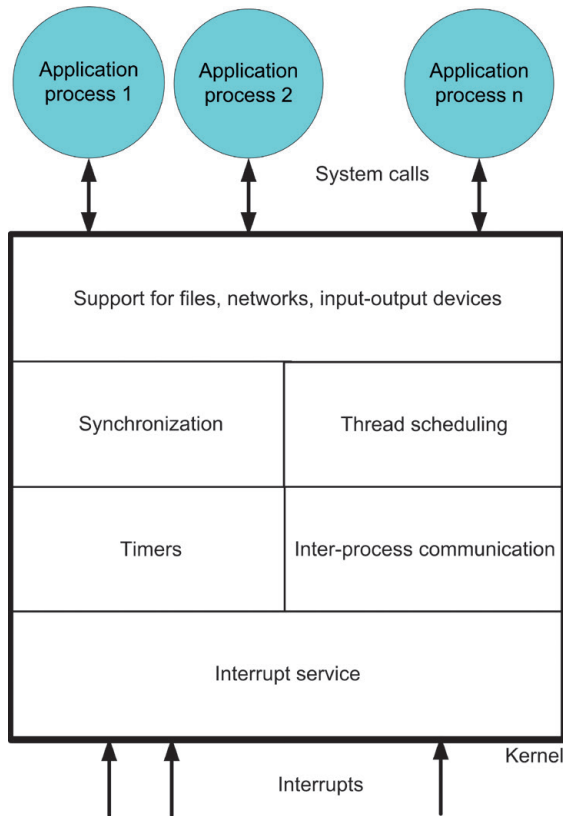 Application
process 1
Application
process 2
Application
process n
System calls
Support for files, networks, input-output devices
Synchronization
Thread scheduling
Timers
Inter-process communication
Interrupt service
Kernel
Interrupts